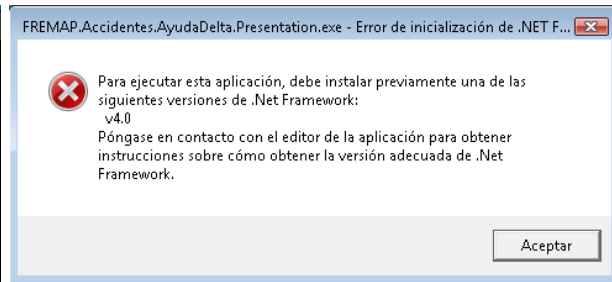 FREMAP.Accidentes.AyudaDelta.Presentation.exe - Error de inicialización de .NET F...
Para ejecutar esta aplicación, debe instalar previamente una de las
siguientes versiones de .Net Framework:
v4.0
Póngase en contacto con el editor de la aplicación para obtener
instrucciones sobre cómo obtener la versión adecuada de .Net
Framework.
Aceptar